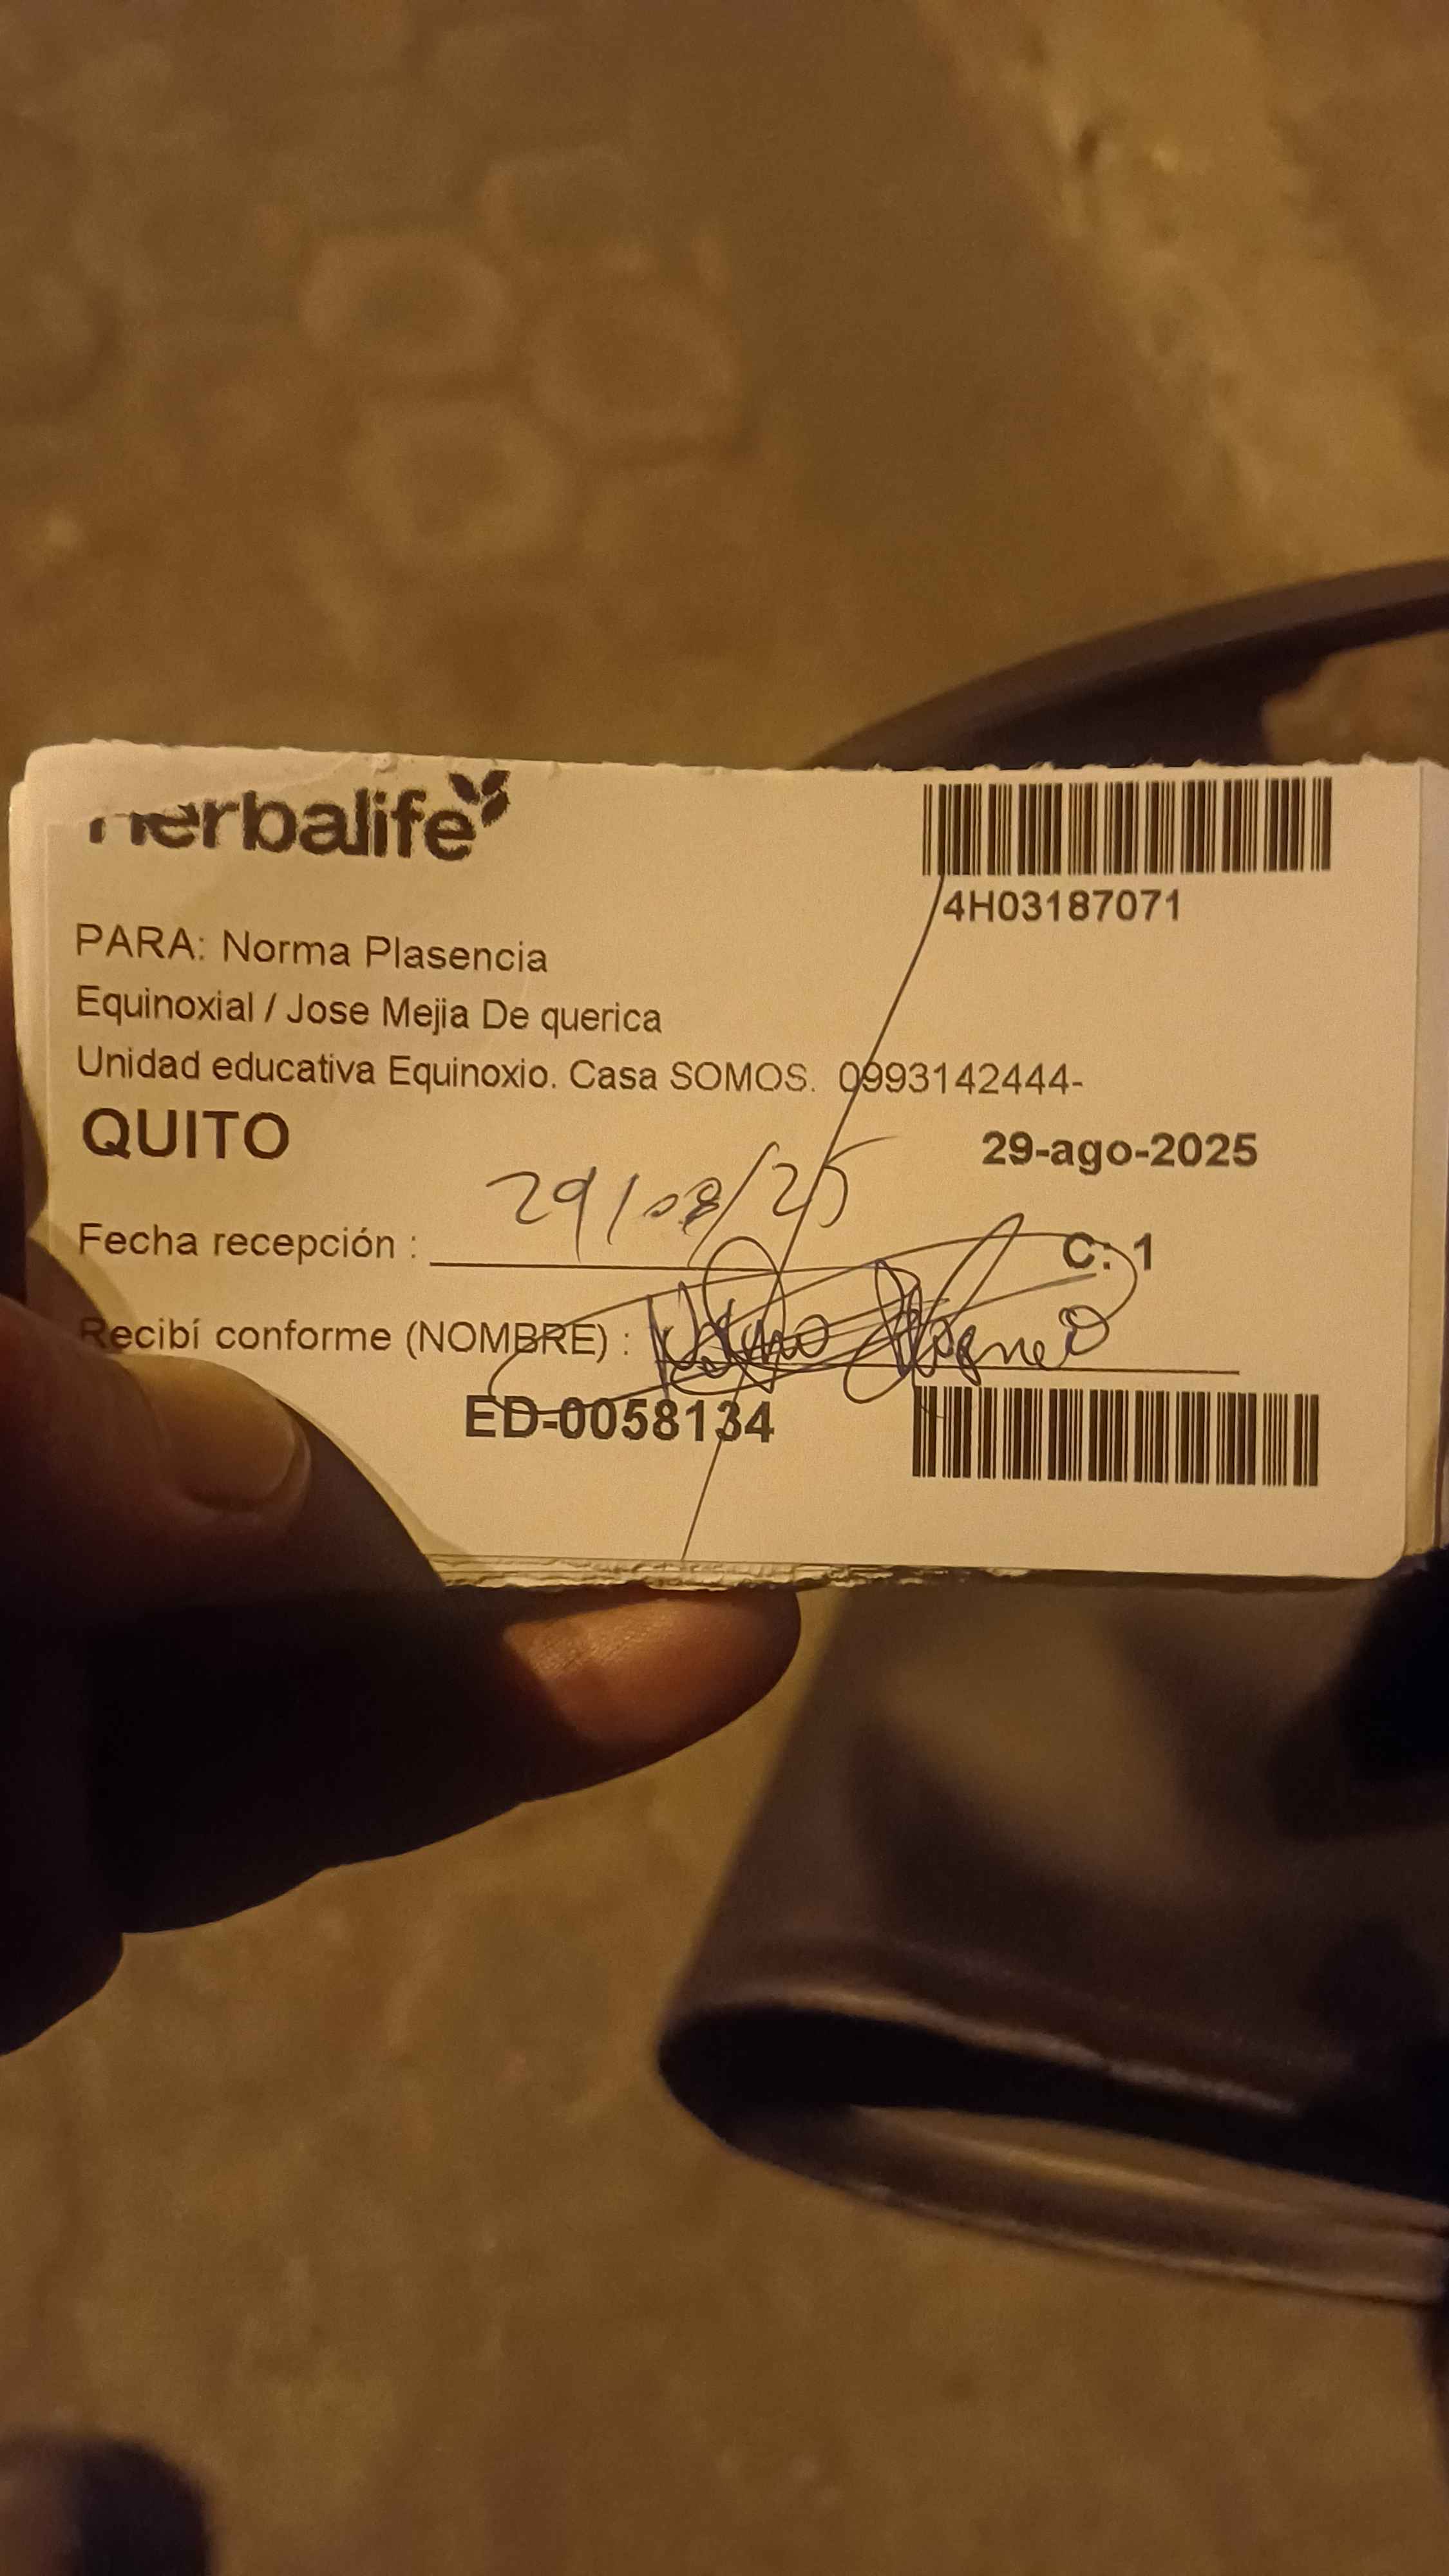 Herbalife
4H03187071
PARA: Norma Plasencia
Equinoxial / Jose Mejia De querica
Unidad educativa Equinoxio. Casa SOMOS. 0993142444-
QUITO
29-ago-2025
Fecha recepción : 29/08/25
C: 1
Recibí conforme (NOMBRE) :
ED-0058134